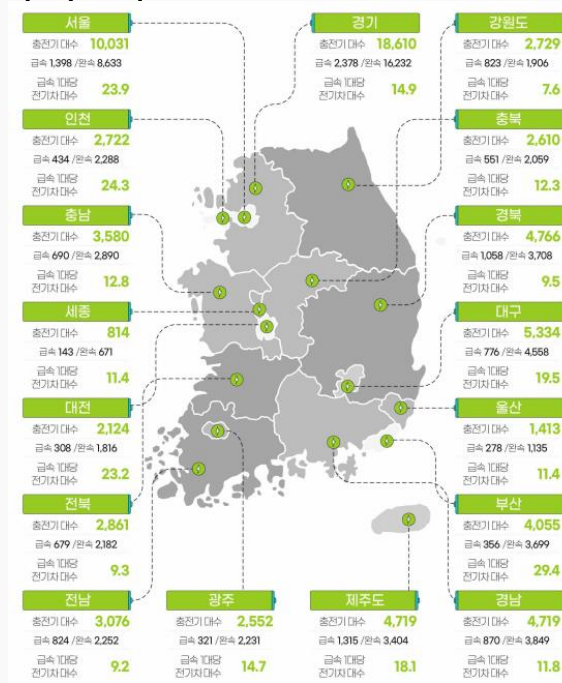 서울
충전기 대수 10,031
급속 1,398 /완속 8,633
급속 1대당
전기차 대수 23.9
경기
충전기 대수 18,610
급속 2,378 /완속 16,232
급속 1대당
전기차 대수 14.9
강원도
충전기 대수 2,729
급속 823 /완속 1,906
급속 1대당
전기차 대수 7.6
인천
충전기 대수 2,722
급속 434 /완속 2,288
급속 1대당
전기차 대수 24.3
충북
충전기 대수 2,610
급속 551 /완속 2,059
급속 1대당
전기차 대수 12.3
충남
충전기 대수 3,580
급속 690 /완속 2,890
급속 1대당
전기차 대수 12.8
경북
충전기 대수 4,766
급속 1,058 /완속 3,708
급속 1대당
전기차 대수 9.5
세종
충전기 대수 814
급속 143 /완속 671
급속 1대당
전기차 대수 11.4
대구
충전기 대수 5,334
급속 776 /완속 4,558
급속 1대당
전기차 대수 19.5
대전
충전기 대수 2,124
급속 308 /완속 1,816
급속 1대당
전기차 대수 23.2
울산
충전기 대수 1,413
급속 278 /완속 1,135
급속 1대당
전기차 대수 11.4
전북
충전기 대수 2,861
급속 679 /완속 2,182
급속 1대당
전기차 대수 9.3
부산
충전기 대수 4,055
급속 356 /완속 3,699
급속 1대당
전기차 대수 29.4
전남
충전기 대수 3,076
급속 824 /완속 2,252
급속 1대당
전기차 대수 9.2
광주
충전기 대수 2,552
급속 321 /완속 2,231
급속 1대당
전기차 대수 14.7
제주도
충전기 대수 4,719
급속 1,315 /완속 3,404
급속 1대당
전기차 대수 18.1
경남
충전기 대수 4,719
급속 870 /완속 3,849
급속 1대당
전기차 대수 11.8